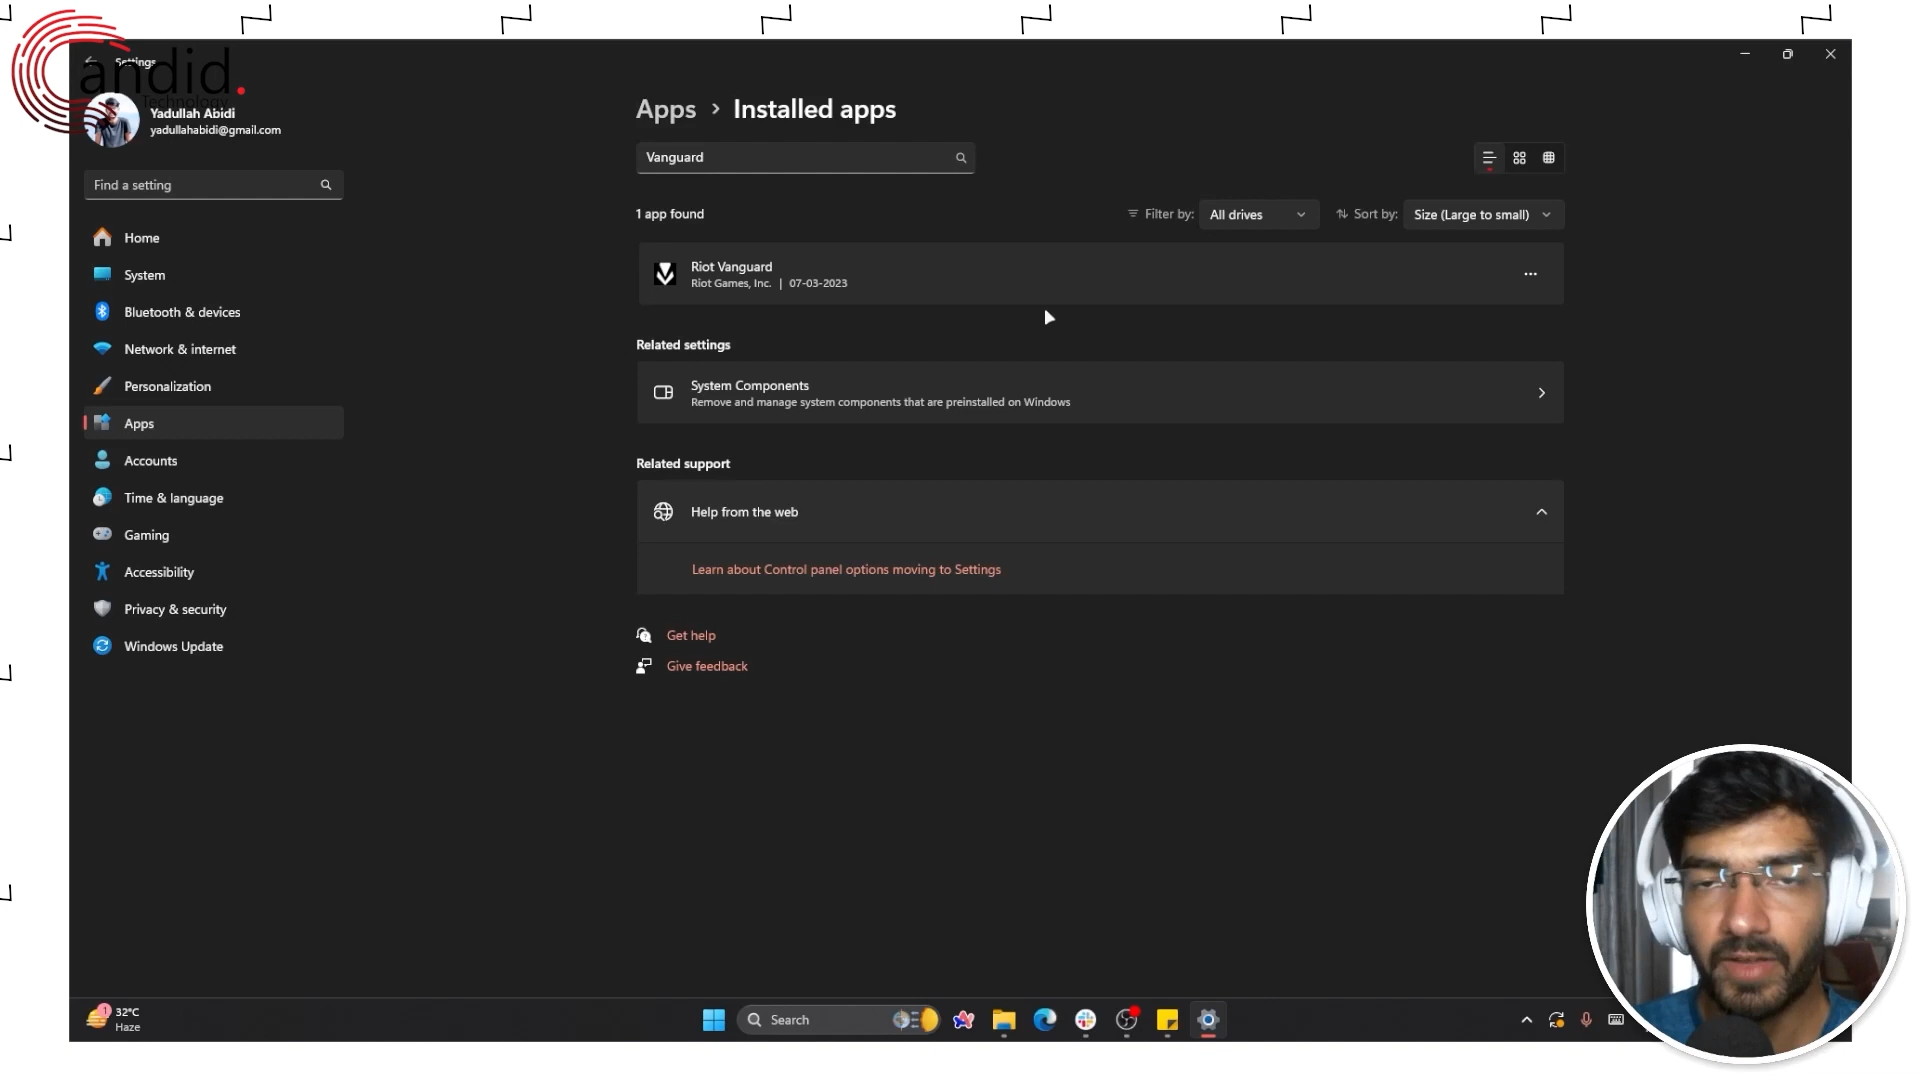 Settings
andid.
Technology
Yadullah Abidi
yadullahabidi@gmail.com
Find a setting
Home
System
Bluetooth & devices
Network & internet
Personalization
Apps
Accounts
Time & language
Gaming
Accessibility
Privacy & security
Windows Update
Apps > Installed apps
Vanguard
1 app found
Filter by: All drives
Sort by: Size (Large to small)
Riot Vanguard
Riot Games, Inc. | 07-03-2023
Related settings
System Components
Remove and manage system components that are preinstalled on Windows
Related support
Help from the web
Learn about Control panel options moving to Settings
Get help
Give feedback
1
32°C
Haze
Search